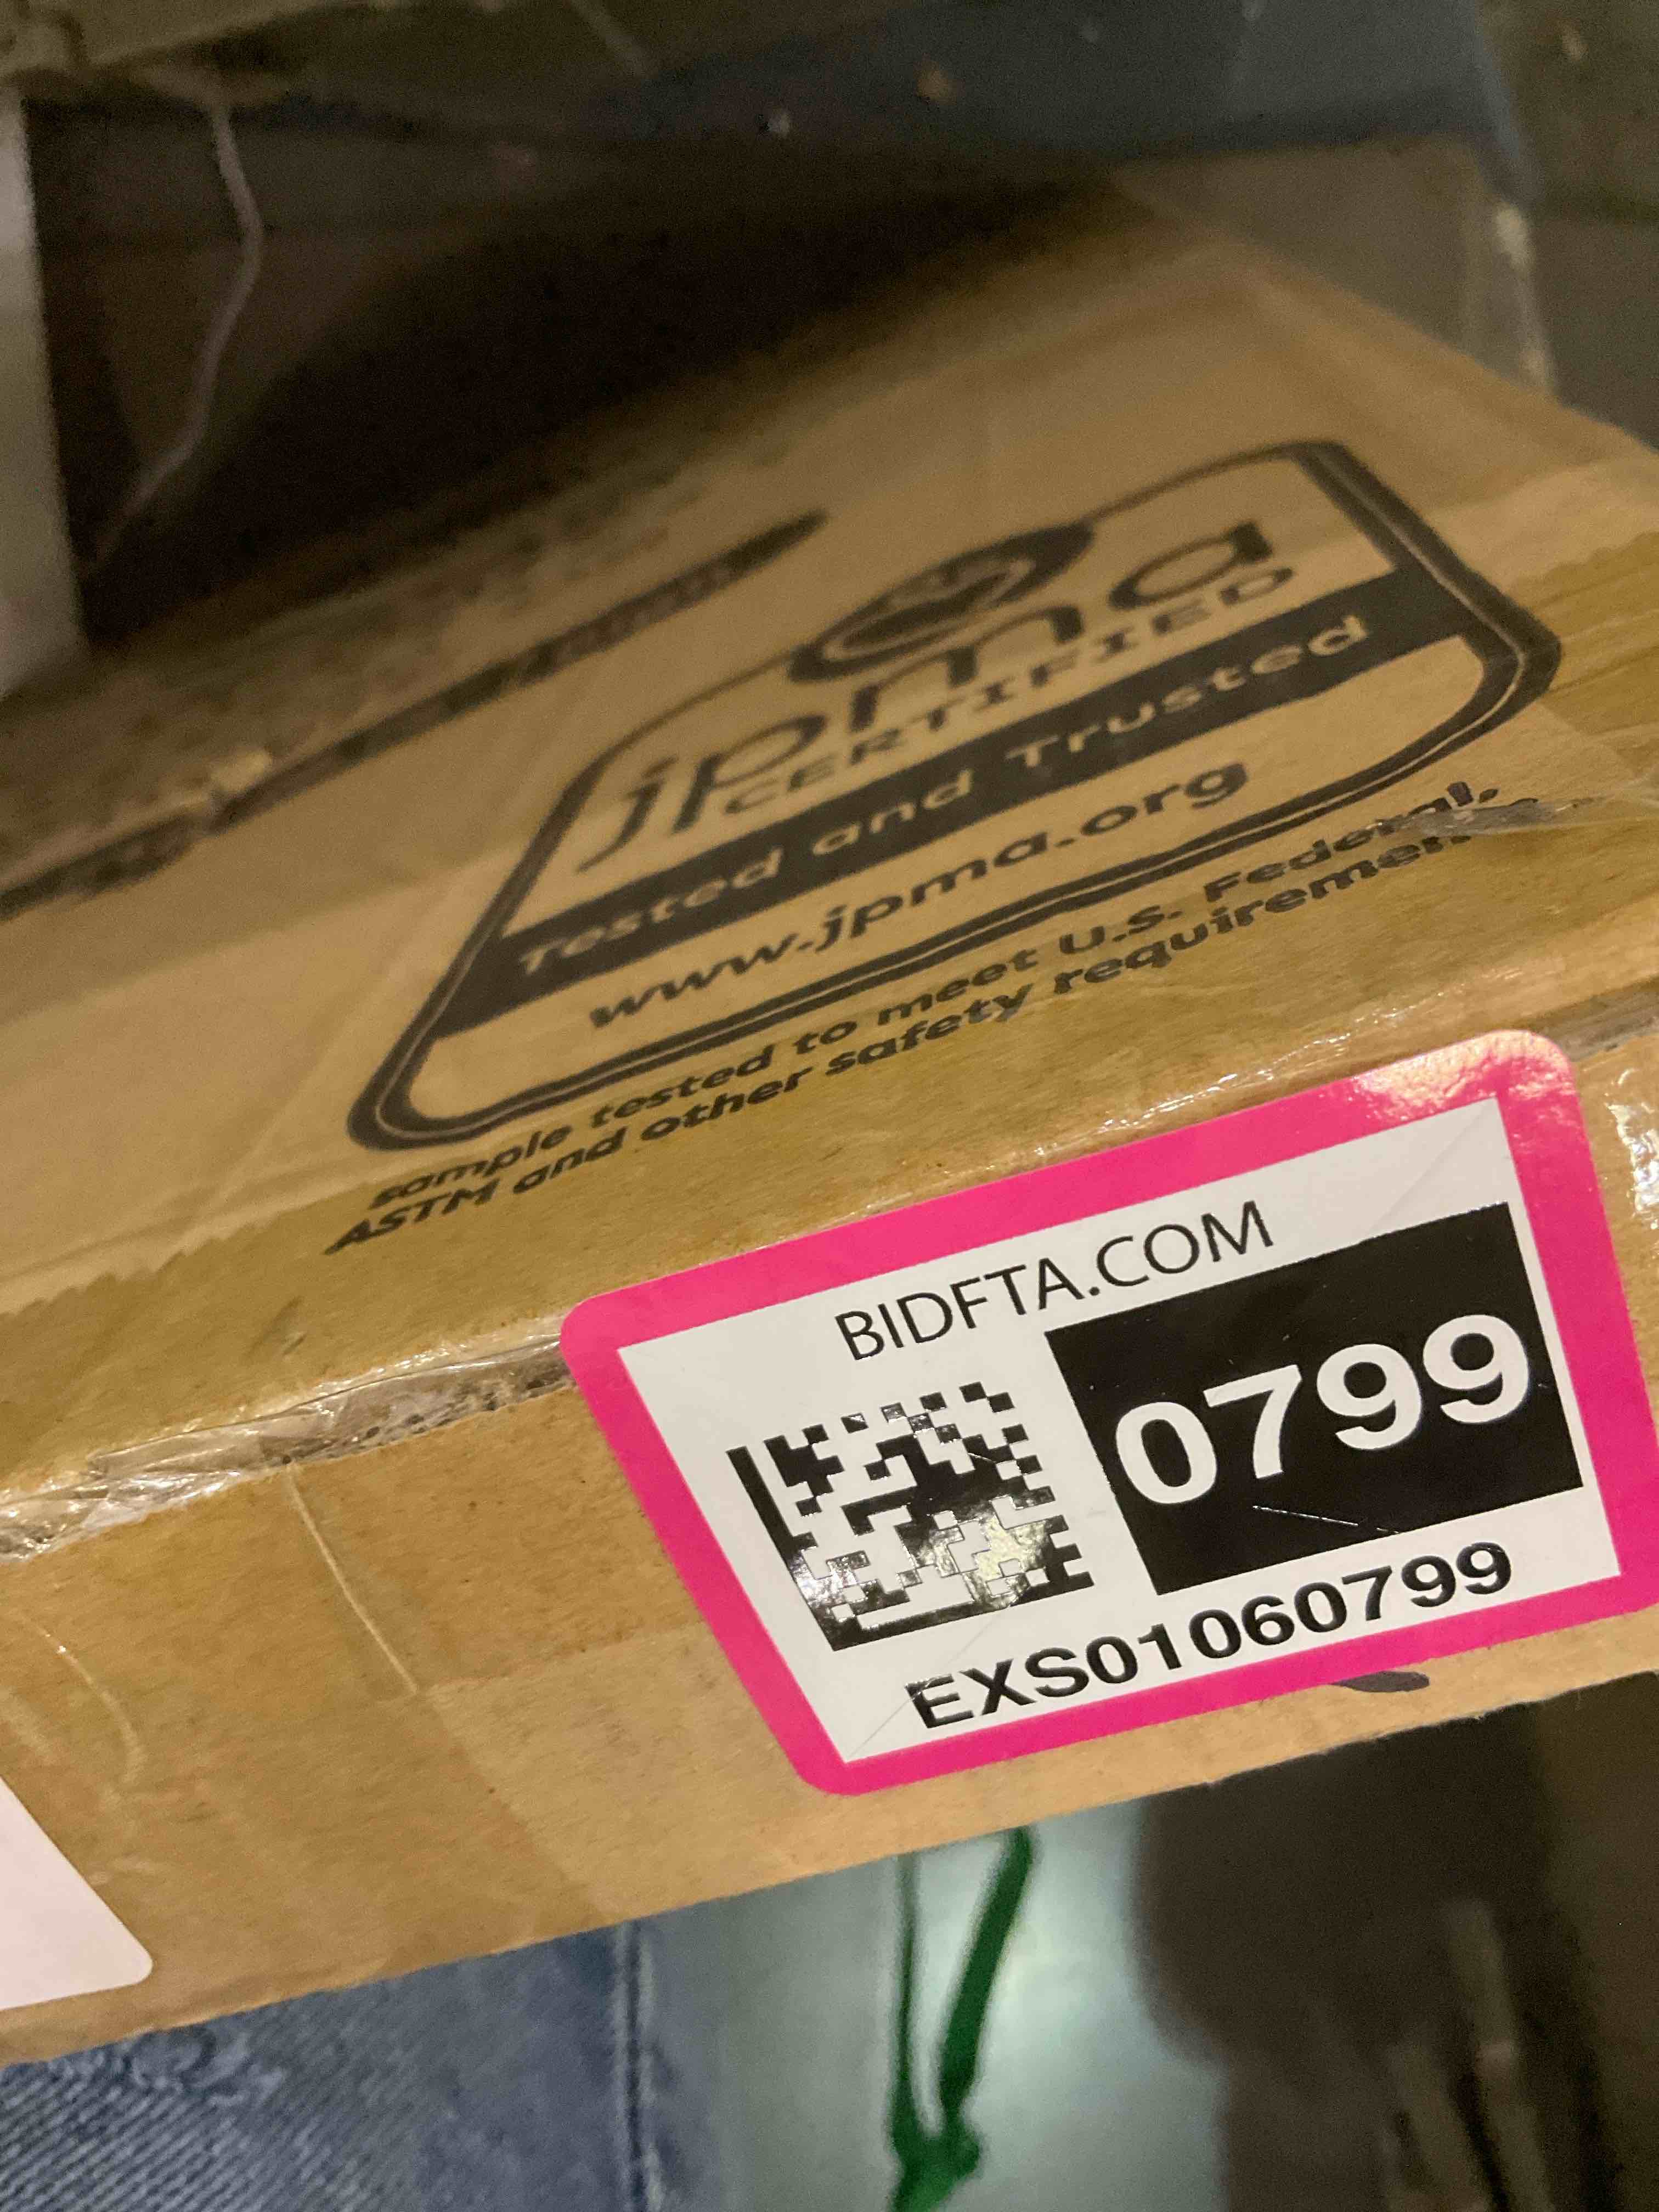 jpma
CERTIFIED
Tested and Trusted
www.jpma.org
sample tested to meet U.S. Federal,
ASTM and other safety
BIDFTA.COM
0799
EXS01060799